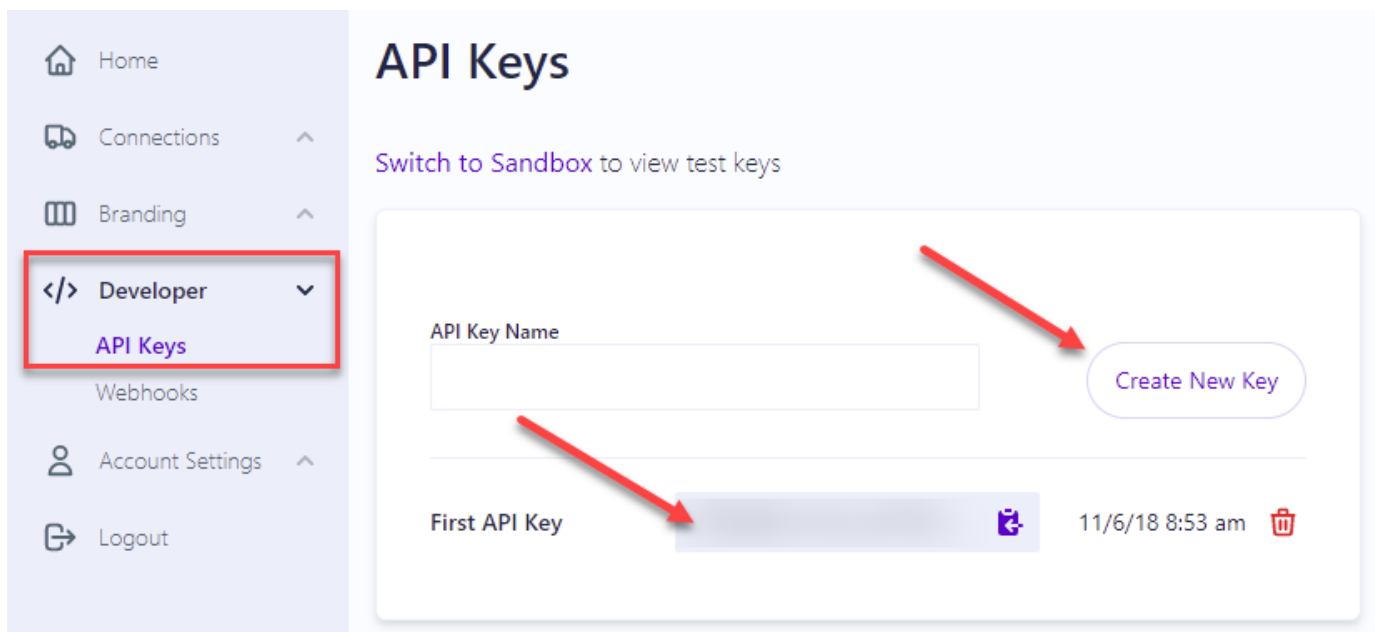 Home
Connections
Branding
Developer
API Keys
Webhooks
Account Settings
Logout
API Keys
Switch to Sandbox to view test keys
API Key Name
Create New Key
First API Key
11/6/18 8:53 am